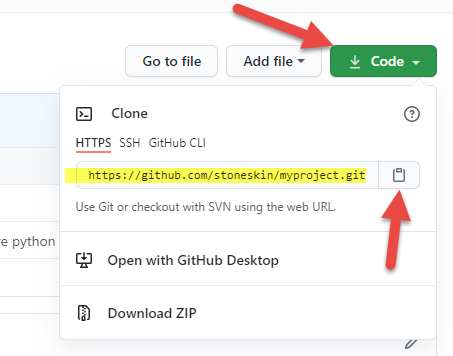 Go to file Add file Code
Clone
HTTPS SSH GitHub CLI
https://github.com/stoneskin/myproject.git
Use Git or checkout with SVN using the web URL.
re python
Open with GitHub Desktop
Download ZIP